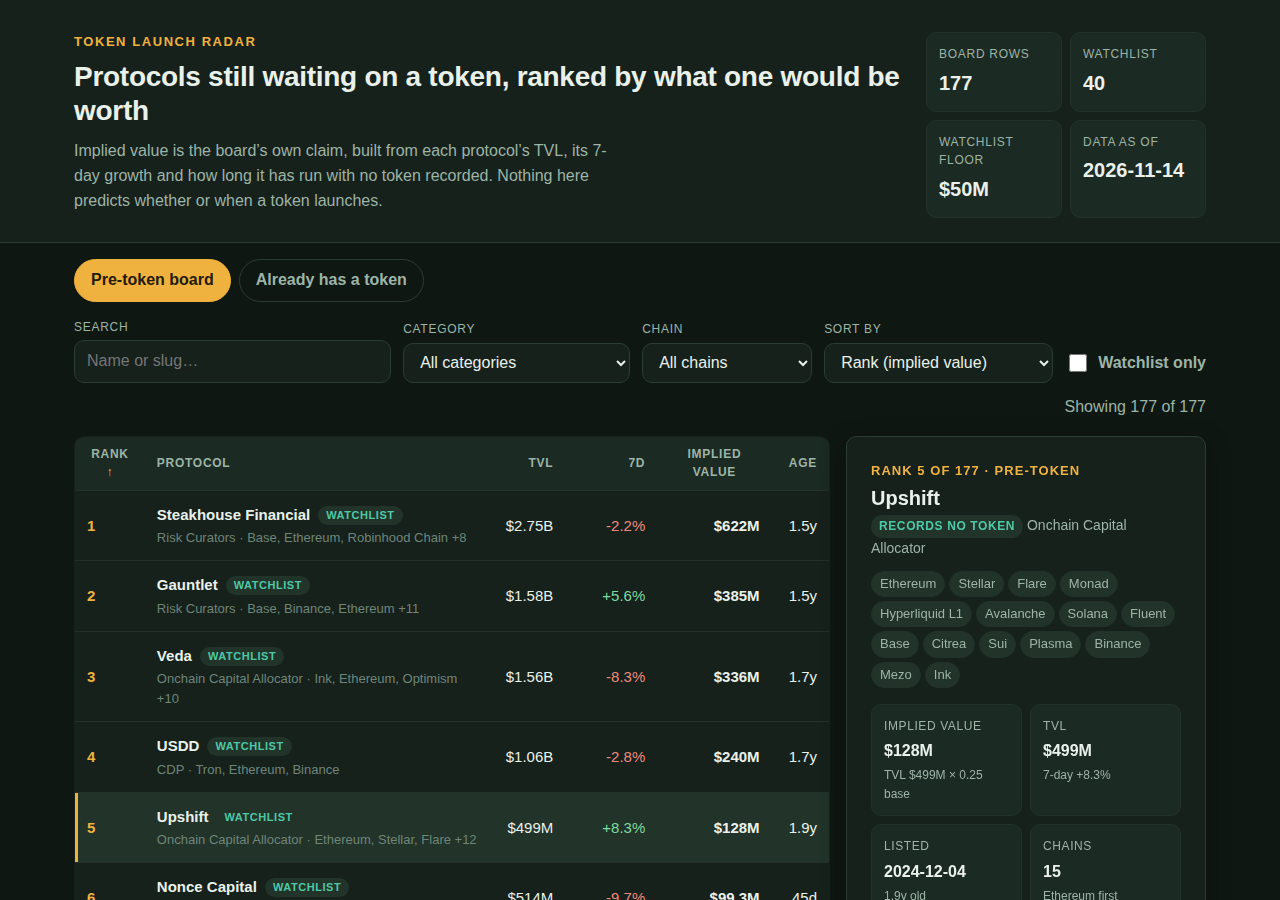 TOKEN LAUNCH RADAR
Protocols still waiting on a token, ranked by what one would be
worth
Implied value is the board’s own claim, built from each protocol’s TVL, its 7-
day growth and how long it has run with no token recorded. Nothing here
predicts whether or when a token launches.
BOARD ROWS
177
WATCHLIST
40
WATCHLIST
FLOOR
$50M
DATA AS OF
2026-11-14
Pre-token board
Already has a token
SEARCH
Name or slug…
CATEGORY
All categories
CHAIN
All chains
SORT BY
Rank (implied value)
Watchlist only
Showing 177 of 177
RANK ↑ PROTOCOL TVL 7D IMPLIED VALUE AGE
1 Steakhouse Financial WATCHLIST $2.75B -2.2% $622M 1.5y
Risk Curators · Base, Ethereum, Robinhood Chain +8
2 Gauntlet WATCHLIST $1.58B +5.6% $385M 1.5y
Risk Curators · Base, Binance, Ethereum +11
3 Veda WATCHLIST $1.56B -8.3% $336M 1.7y
Onchain Capital Allocator · Ink, Ethereum, Optimism
+10
4 USDD WATCHLIST $1.06B -2.8% $240M 1.7y
CDP · Tron, Ethereum, Binance
5 Upshift WATCHLIST $499M +8.3% $128M 1.9y
Onchain Capital Allocator · Ethereum, Stellar, Flare +12
6 Nonce Capital WATCHLIST $514M -9.7% $99.3M 45d
RANK 5 OF 177 · PRE-TOKEN
Upshift
RECORDS NO TOKEN Onchain Capital
Allocator
Ethereum Stellar Flare Monad
Hyperliquid L1 Avalanche Solana Fluent
Base Citrea Sui Plasma Binance
Mezo Ink
IMPLIED VALUE
$128M
TVL $499M × 0.25
base
TVL
$499M
7-day +8.3%
LISTED
2024-12-04
1.9y old
CHAINS
15
Ethereum first